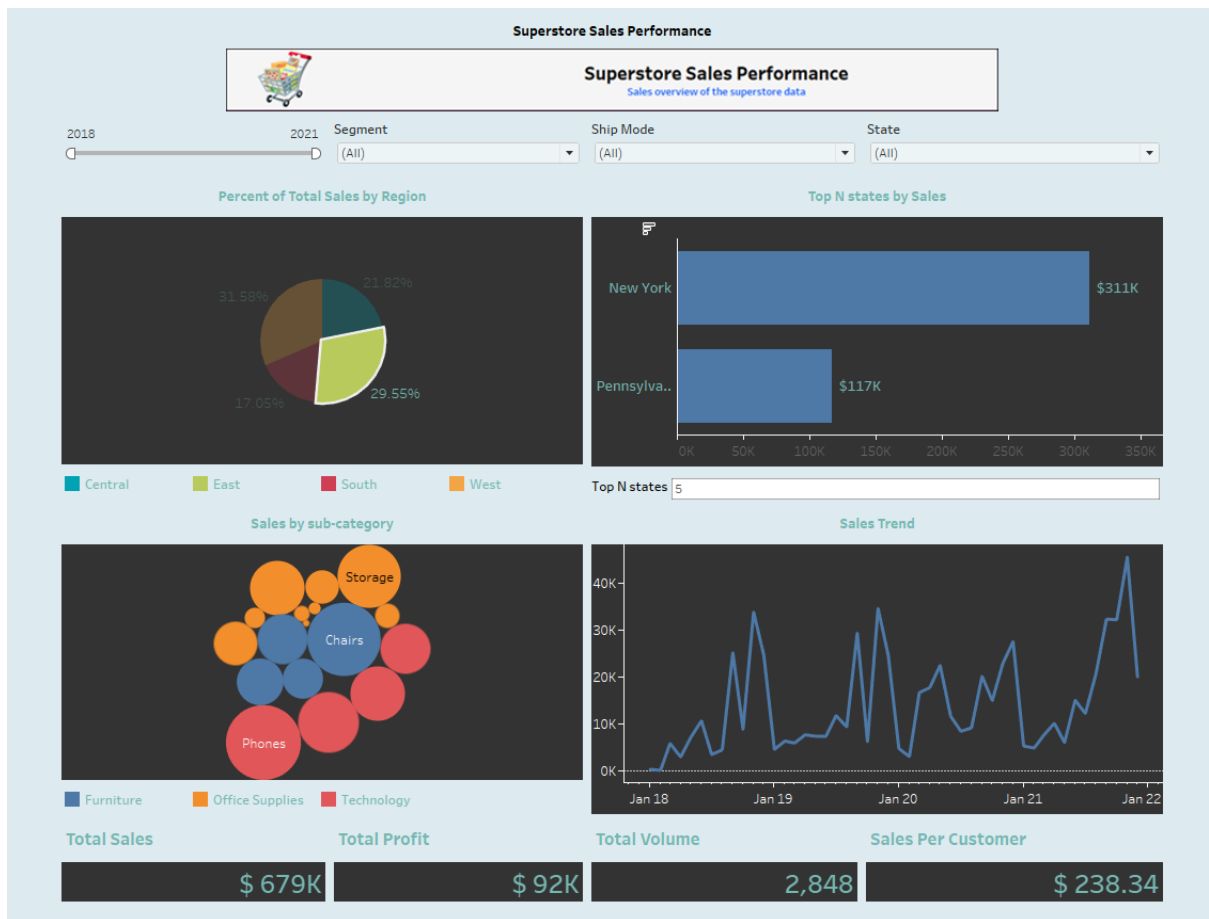 Superstore Sales Performance
Superstore Sales Performance
Sales overview of the superstore data
2018 2021
Segment
(All)
Ship Mode
(All)
State
(All)
Percent of Total Sales by Region
21.82%
31.58%
29.55%
17.05%
Central East South West
Top N states by Sales
New York $311K
Pennsylva.. $117K
0K 50K 100K 150K 200K 250K 300K 350K
Top N states 5
Sales by sub-category
Storage
Chairs
Phones
Furniture Office Supplies Technology
Sales Trend
40K
30K
20K
10K
0K
Jan 18 Jan 19 Jan 20 Jan 21 Jan 22
Total Sales
$ 679K
Total Profit
$ 92K
Total Volume
2,848
Sales Per Customer
$ 238.34